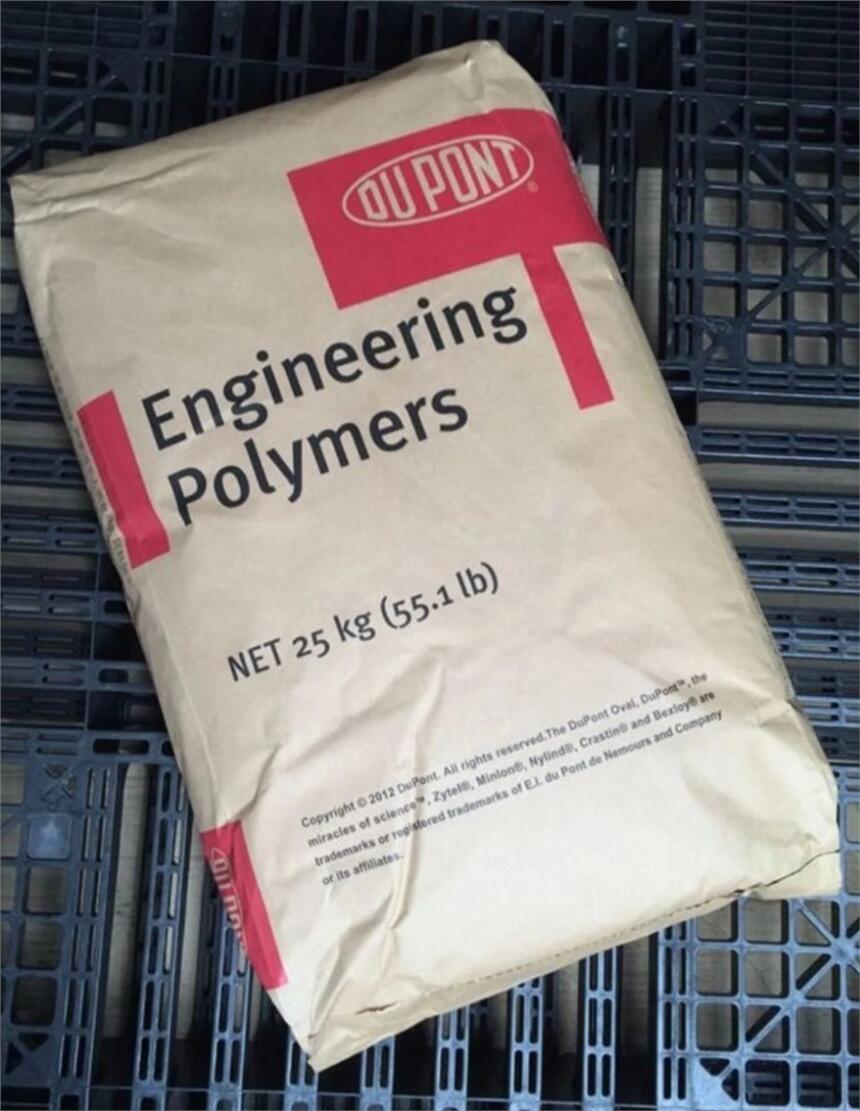 DU PONT®
Engineering
Polymers
NET 25 kg (55.1 lb)
Copyright © 2012 DuPont. All rights reserved.The DuPont Oval, DuPont™, the
miracles of science™, Zytel®, Minlon®, Nylind®, Crastin® and Bexloy® are
trademarks or registered trademarks of E.I. du Pont de Nemours and Company
or its affiliates.
DU PONT